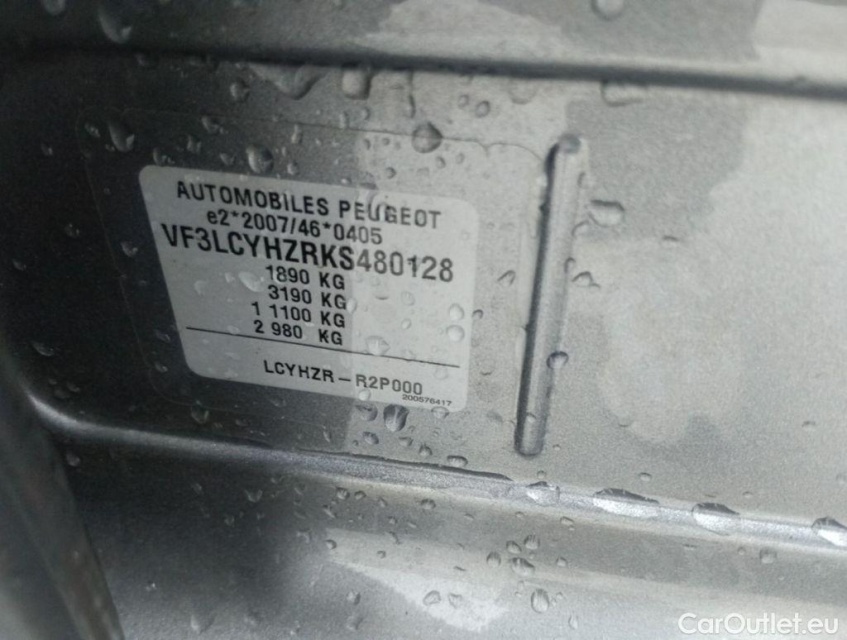 AUTOMOBILES PEUGEOT
e2*2007/46*0405
VF3LCYHZRKS480128
1890 KG
3190 KG
1 1100 KG
2 980 KG
LCYHZR-R2P000
200576417
CarOutlet.eu